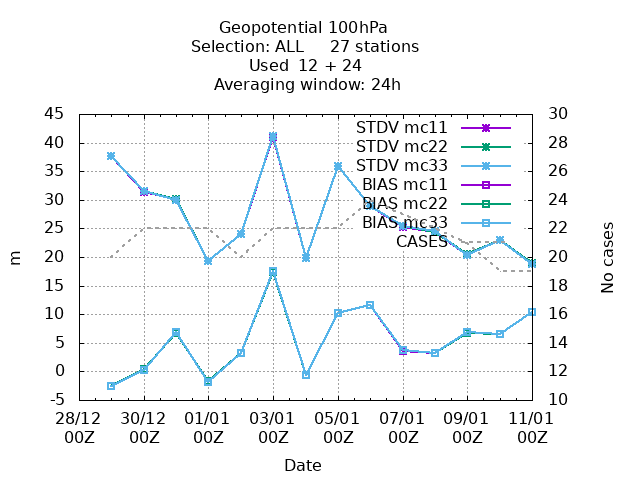 Geopotential 100hPa
Selection: ALL 27 stations
Used 12 + 24
Averaging window: 24h
45 30
40 28
35 26
30 24
25 22
20 20
15 18
10 16
5 14
0 12
-5 10
STDV mc11
STDV mc22
STDV mc33
BIAS mc11
BIAS mc22
BIAS mc33
CASES
m
No cases
28/12 30/12 01/01 03/01 05/01 07/01 09/01 11/01
00Z 00Z 00Z 00Z 00Z 00Z 00Z 00Z
Date